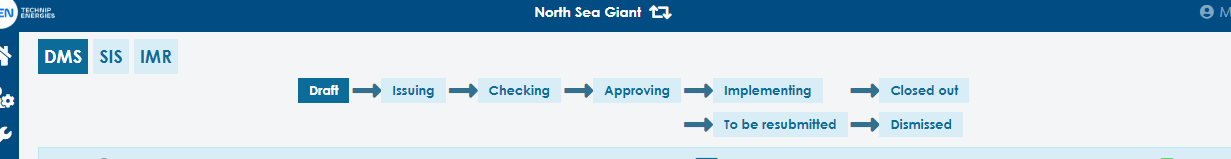 EN TECHNIP
ENERGIES
North Sea Giant
M
DMS SIS IMR
Draft Issuing Checking Approving Implementing Closed out
To be resubmitted Dismissed